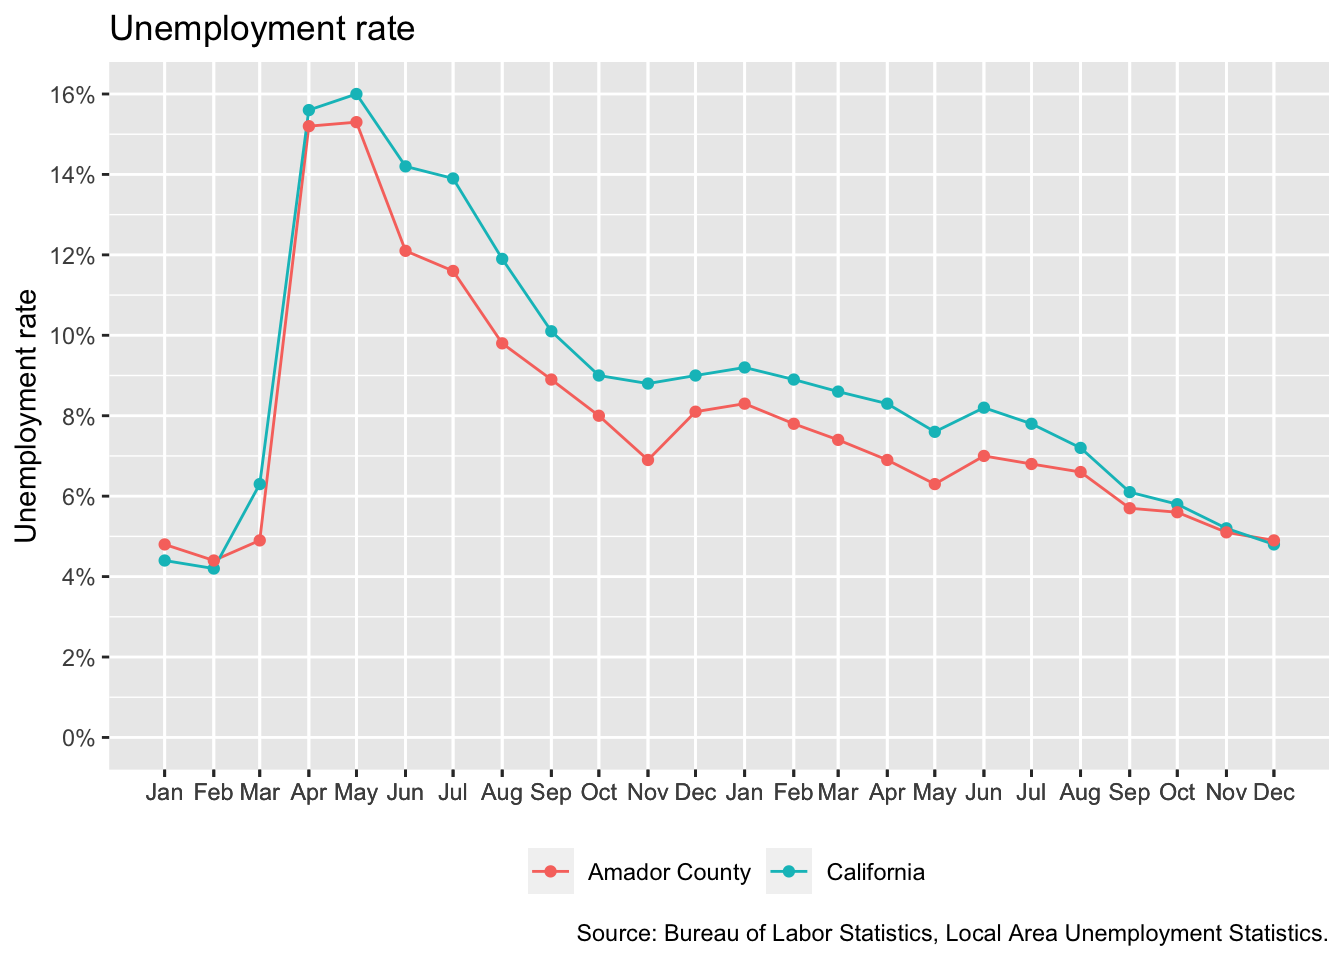 Unemployment rate
Unemployment rate
16%
14%
12%
10%
8%
6%
4%
2%
0%
Jan Feb Mar Apr May Jun Jul Aug Sep Oct Nov Dec Jan Feb Mar Apr May Jun Jul Aug Sep Oct Nov Dec
Amador County California
Source: Bureau of Labor Statistics, Local Area Unemployment Statistics.